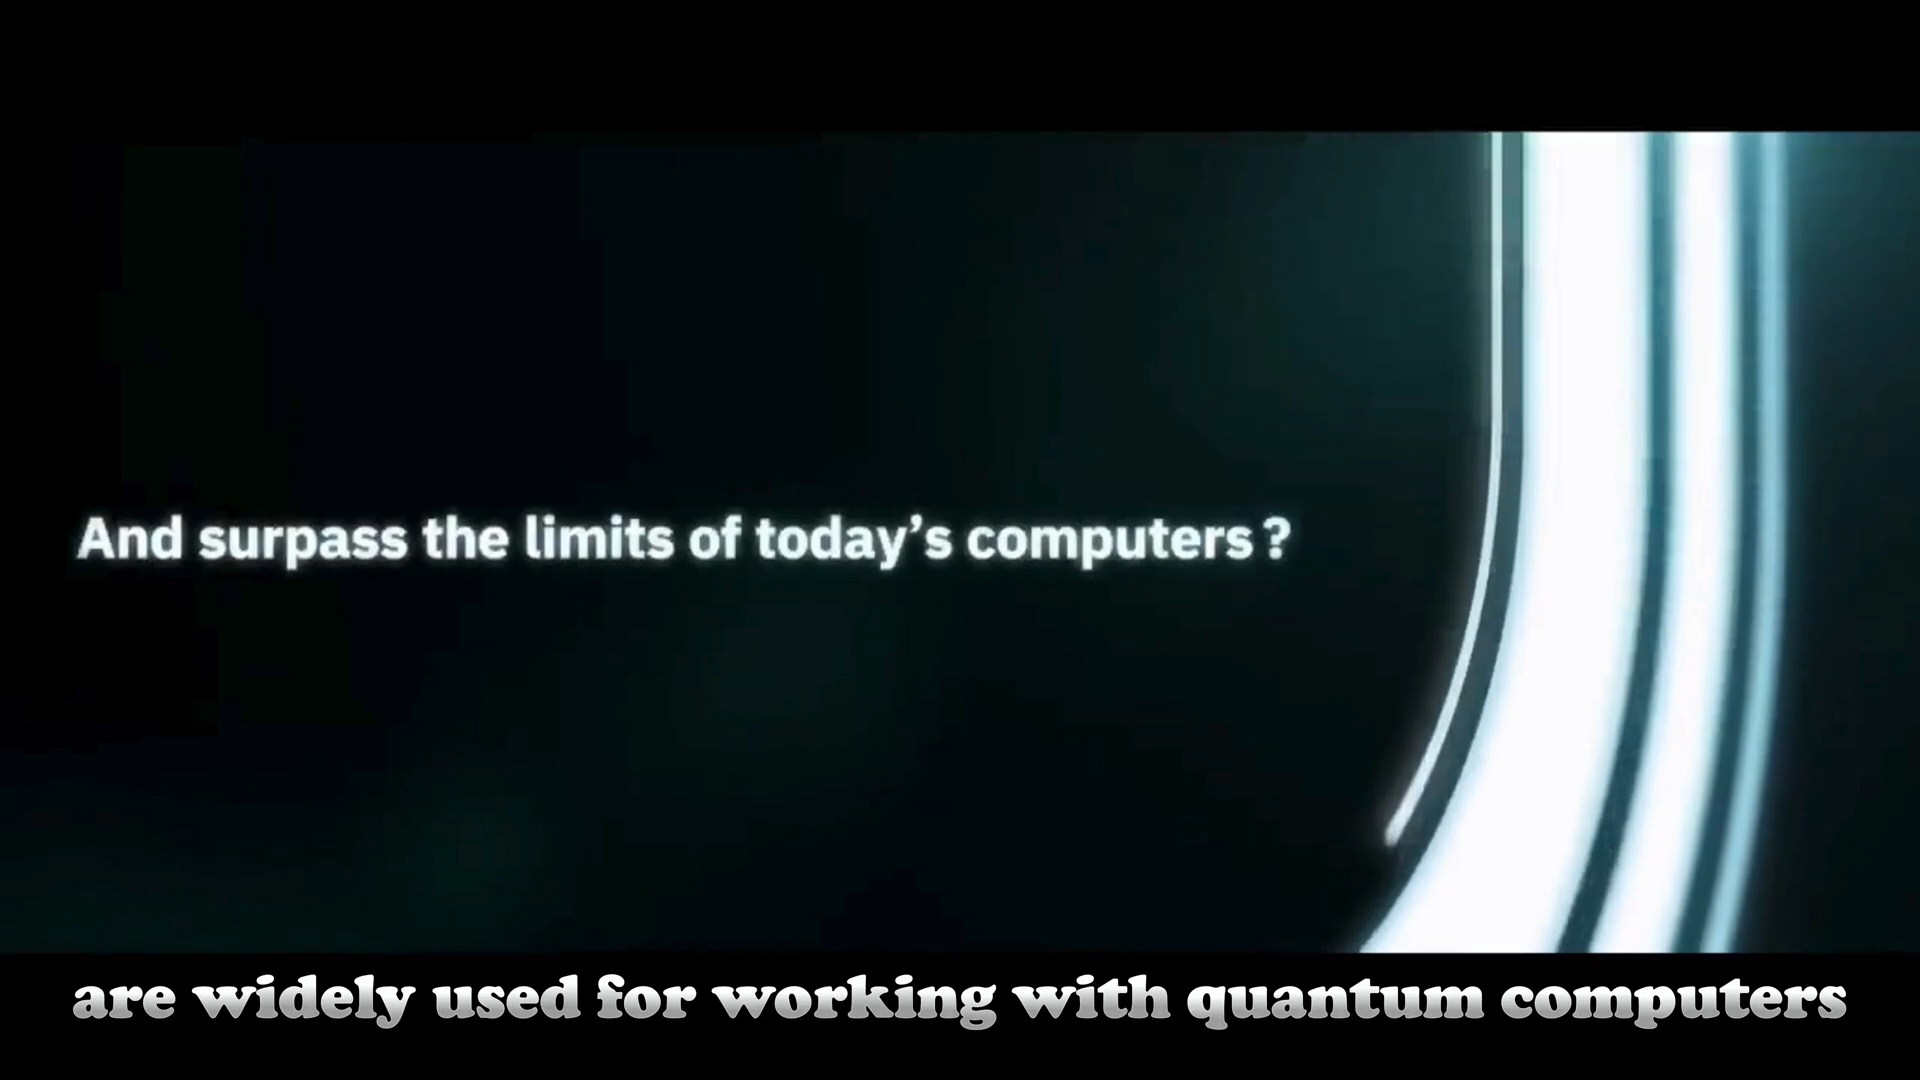 And surpass the limits of today’s computers?
are widely used for working with quantum computers